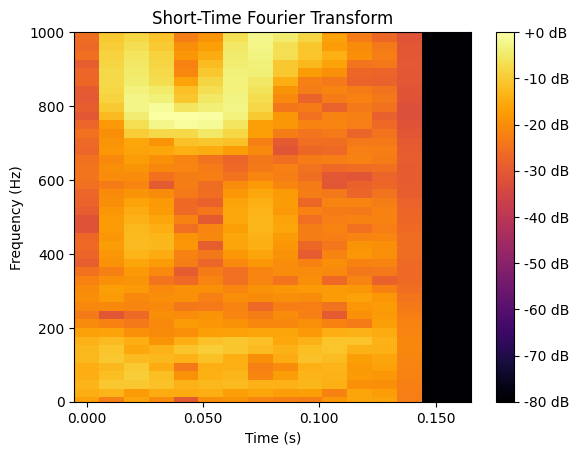 Short-Time Fourier Transform
1000
800
600
400
200
0
Frequency (Hz)
0.000
0.050
0.100
0.150
Time (s)
+0 dB
-10 dB
-20 dB
-30 dB
-40 dB
-50 dB
-60 dB
-70 dB
-80 dB